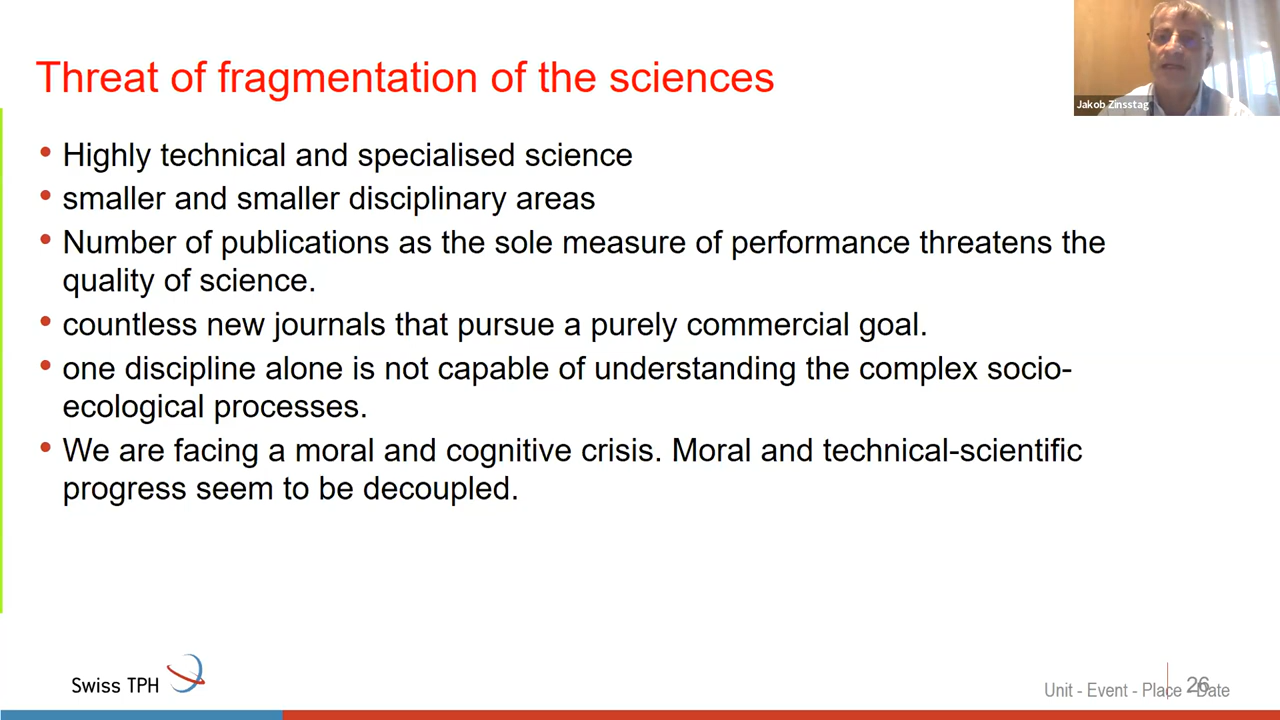 Threat of fragmentation of the sciences
Jakob Zinsstag
• Highly technical and specialised science
• smaller and smaller disciplinary areas
• Number of publications as the sole measure of performance threatens the
quality of science.
• countless new journals that pursue a purely commercial goal.
• one discipline alone is not capable of understanding the complex socio-
ecological processes.
• We are facing a moral and cognitive crisis. Moral and technical-scientific
progress seem to be decoupled.
Swiss TPH
Unit - Event - Place - Date
26